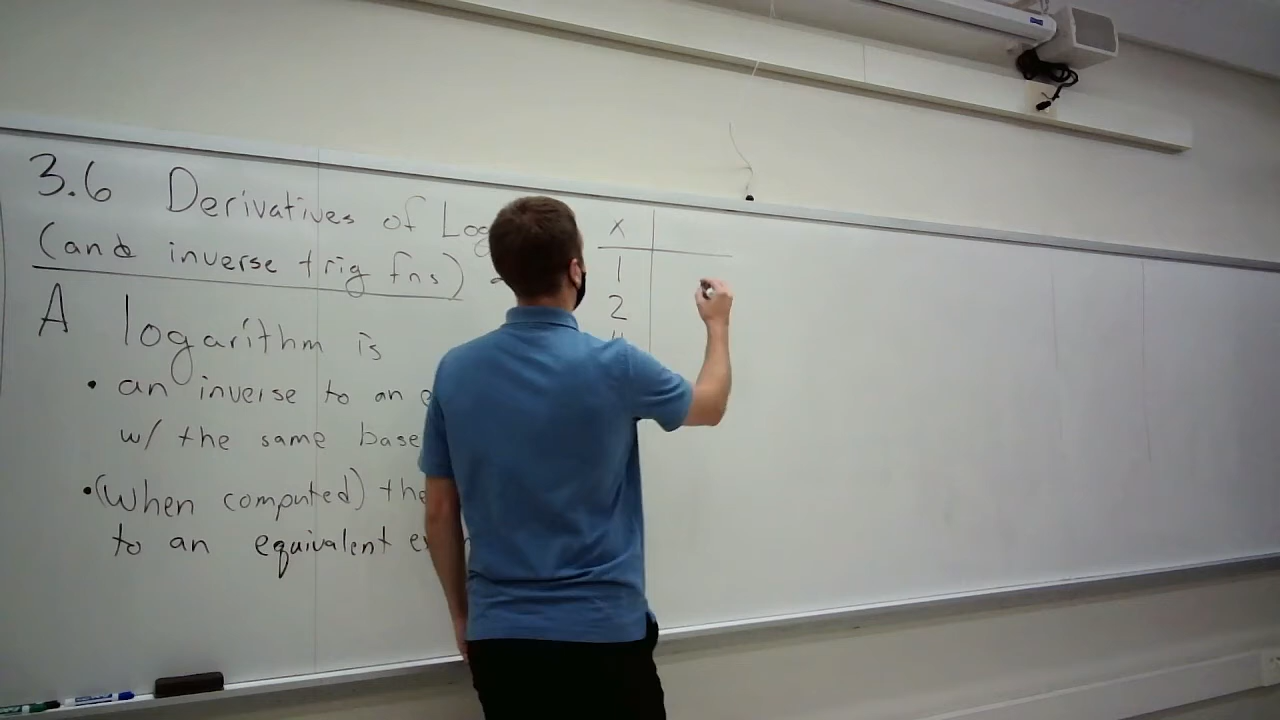 3.6 Derivatives of Log
(and inverse trig fns)
A logarithm is
• an inverse to an
w/ the same base
• (When computed) the
to an equivalent
x
1
2